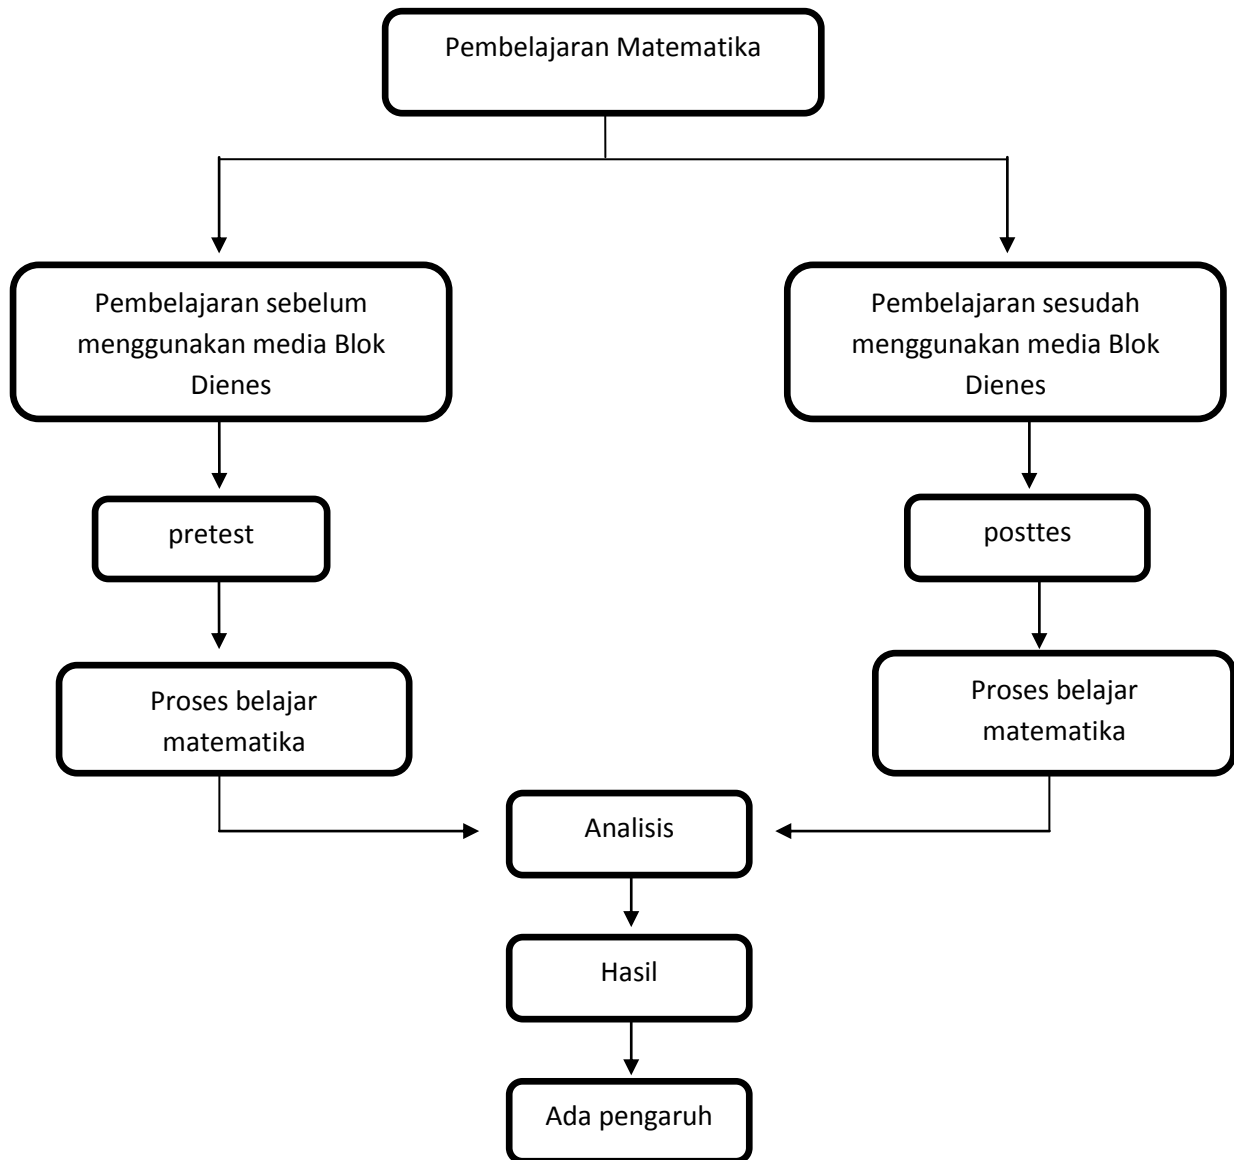 Pembelajaran Matematika
Pembelajaran sebelum
menggunakan media Blok
Dienes
Pembelajaran sesudah
menggunakan media Blok
Dienes
pretest
posttes
Proses belajar
matematika
Proses belajar
matematika
Analisis
Hasil
Ada pengaruh